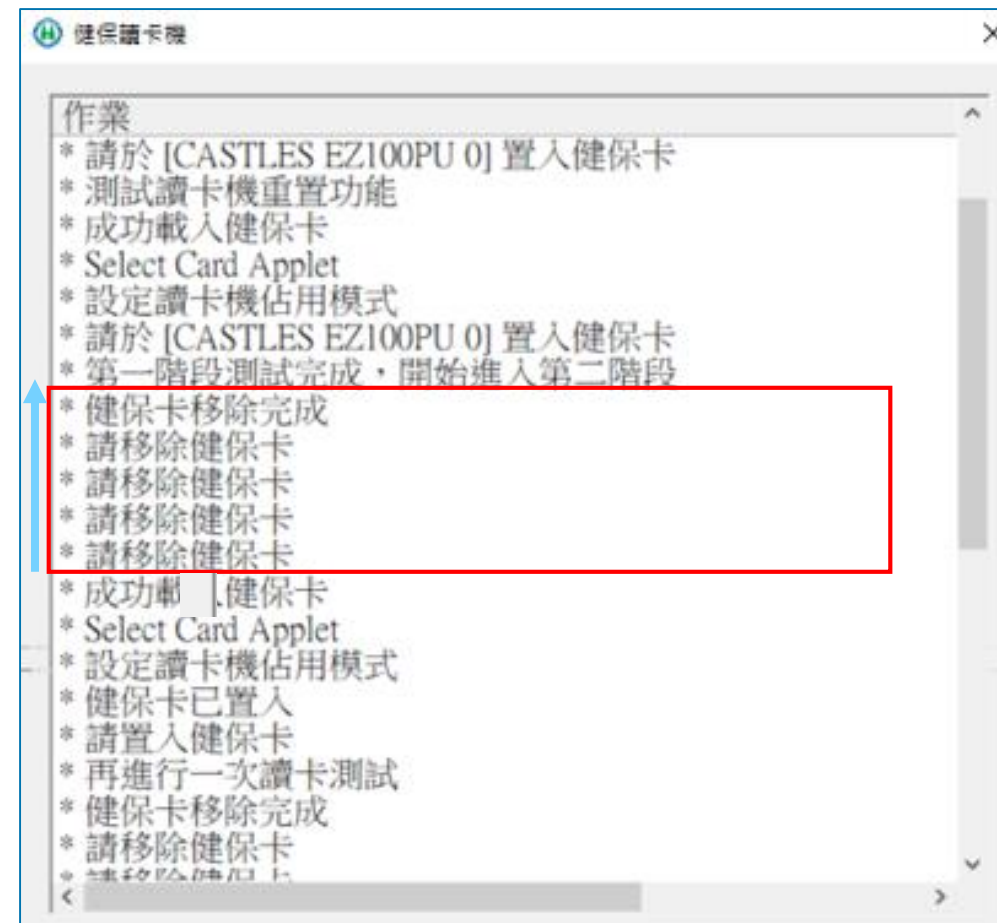 健保讀卡機
作業
* 請於 [CASTLES EZ100PU 0] 置入健保卡
* 測試讀卡機重置功能
* 成功載入健保卡
* Select Card Applet
* 設定讀卡機佔用模式
* 請於 [CASTLES EZ100PU 0] 置入健保卡
* 第一階段測試完成，開始進入第二階段
* 健保卡移除完成
* 請移除健保卡
* 請移除健保卡
* 請移除健保卡
* 請移除健保卡
* 成功 健保卡
* Select Card Applet
* 設定讀卡機佔用模式
* 健保卡已置入
* 請置入健保卡
* 再進行一次讀卡測試
* 健保卡移除完成
* 請移除健保卡